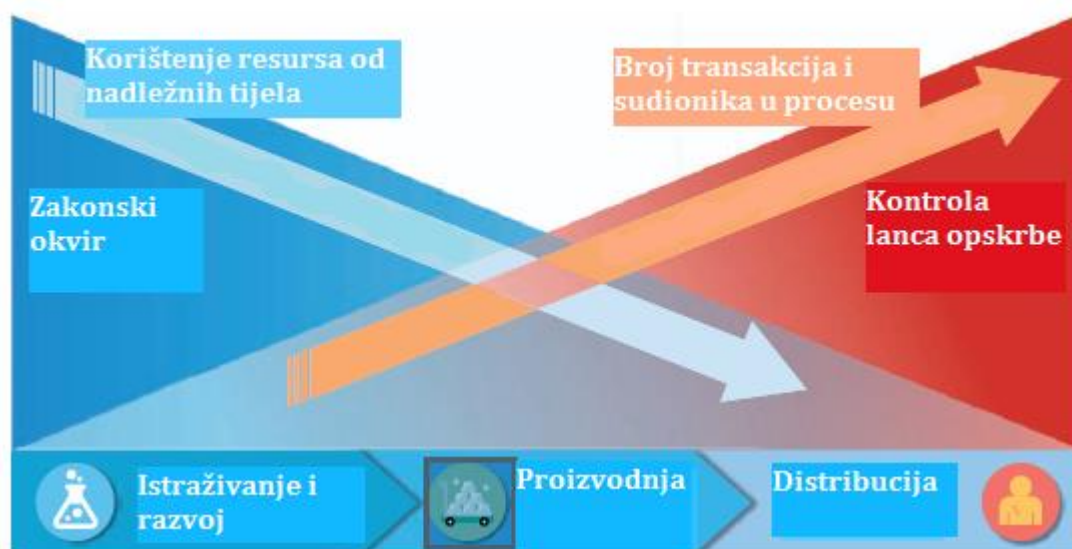 Korištenje resursa od
nadležnih tijela
Broj transakcija i
sudionika u procesu
Zakonski
okvir
Kontrola
lanca opskrbe
Istraživanje i
razvoj
Proizvodnja
Distribucija